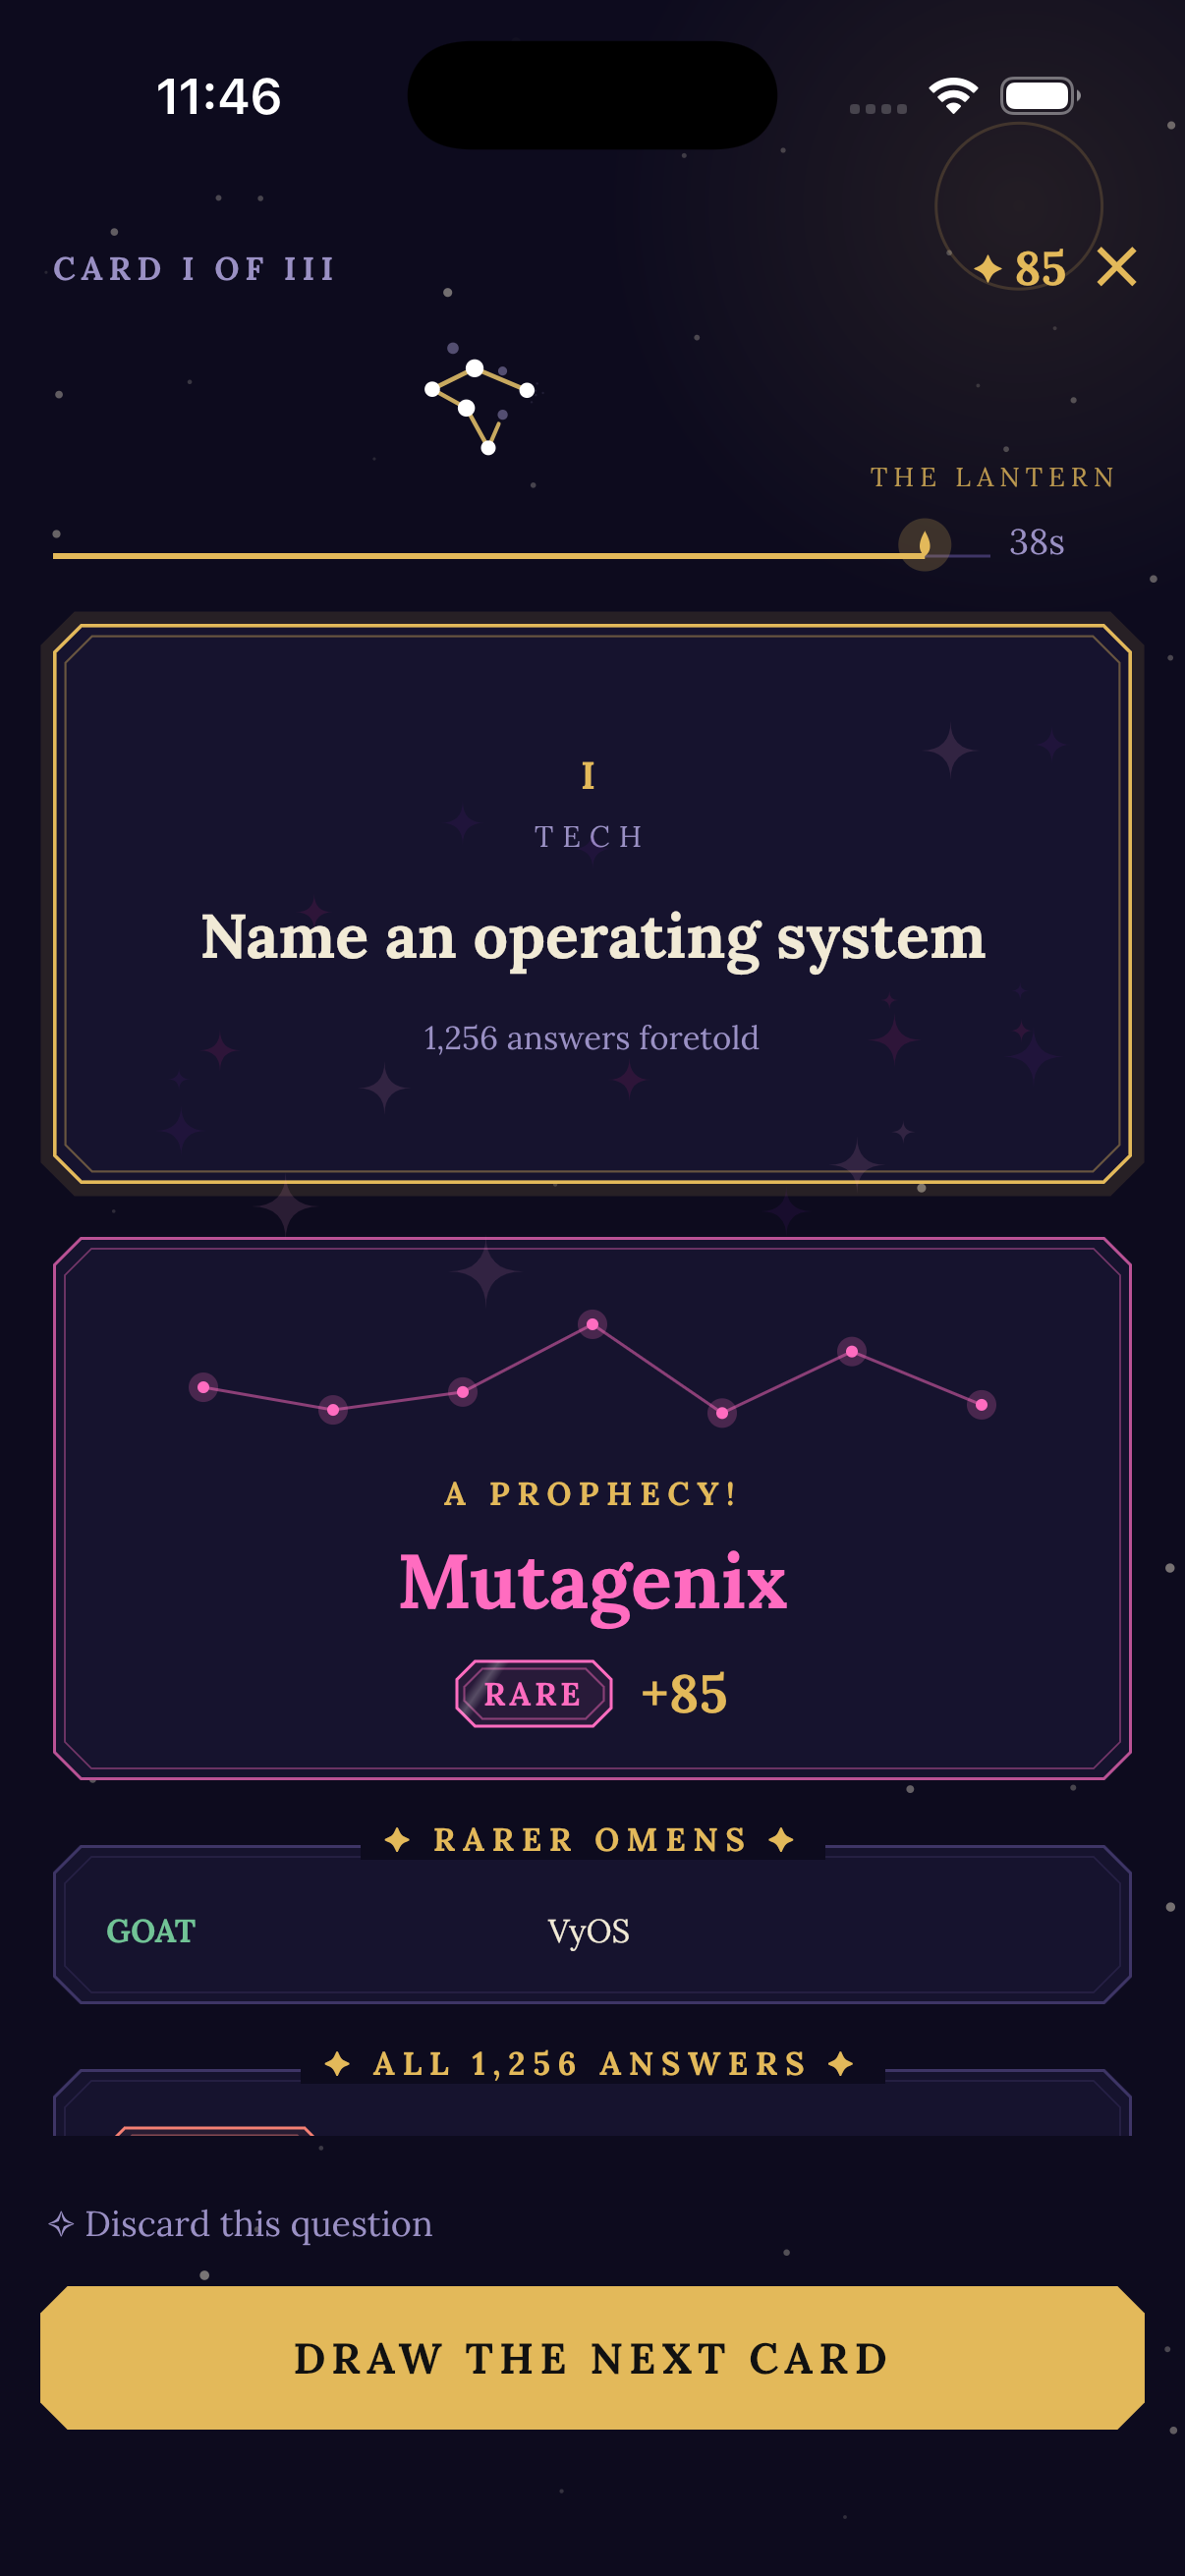 11:46
CARD I OF III
85
THE LANTERN
38s
I
TECH
Name an operating system
1,256 answers foretold
A PROPHECY!
Mutagenix
RARE +85
RARER OMENS
GOAT VyOS
ALL 1,256 ANSWERS
Discard this question
DRAW THE NEXT CARD